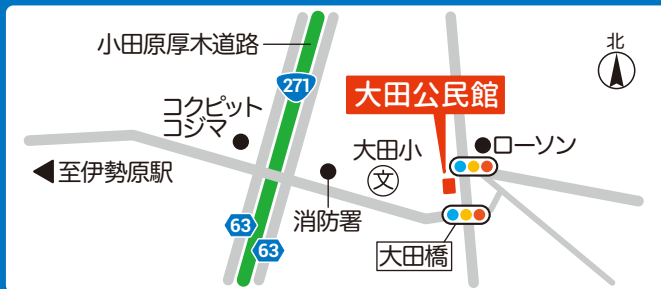 小田原厚木道路
北
271
大田公民館
コクピット
コジマ
大田小
文
ローソン
至伊勢原駅
消防署
63
63
大田橋